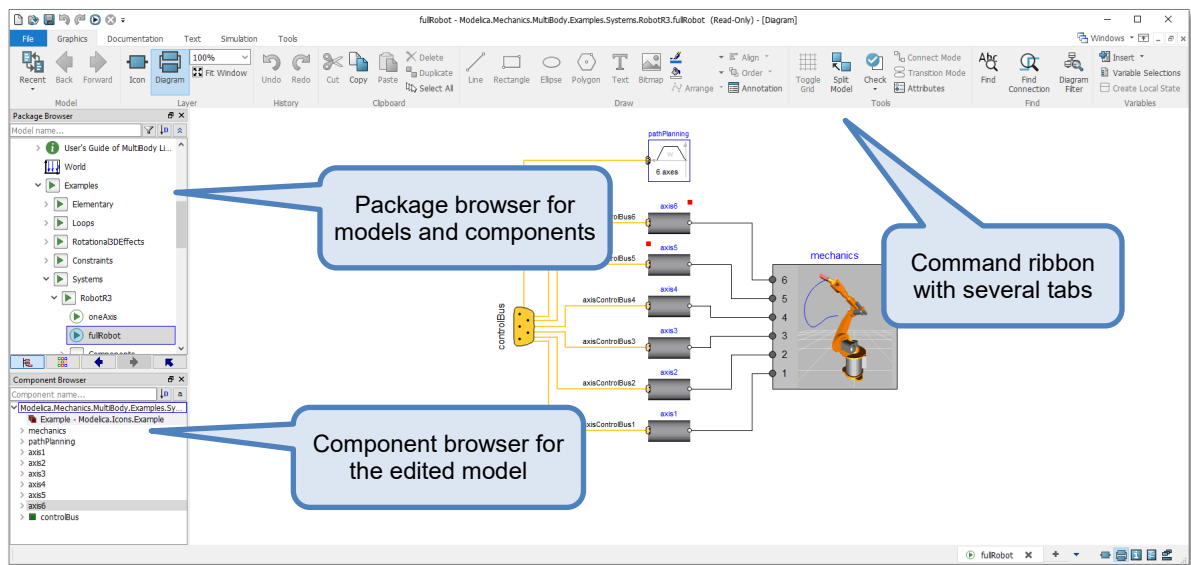 fullRobot - Modelica.Mechanics.MultiBody.Examples.Systems.RobotR3.fullRobot (Read-Only) - [Diagram]
File Graphics Documentation Text Simulation Tools Windows
Recent Back Forward
Model
Icon Diagram
100%
Fit Window
Layer
Undo Redo
History
Cut Copy Paste
Delete
Duplicate
Select All
Clipboard
Line Rectangle Ellipse Polygon Text Bitmap
Align
Order
Arrange Annotation
Draw
Toggle Grid
Split Model
Check
Connect Mode
Transition Mode
Attributes
Tools
Find
Find Connection
Diagram Filter
Find
Insert
Variable Selections
Create Local State
Variables
Package Browser
Model name...
User's Guide of MultiBody Li...
World
Examples
Elementary
Loops
Rotational3DEffects
Constraints
Systems
RobotR3
oneAxis
fullRobot
Components
Component Browser
Component name...
Modelica.Mechanics.MultiBody.Examples.Sy...
Example - Modelica.Icons.Example
mechanics
pathPlanning
axis1
axis2
axis3
axis4
axis5
axis6
controlBus
Package browser for
models and components
Component browser for
the edited model
Command ribbon
with several tabs
pathPlanning
w
6 axes
axis6
axis5
axisControlBus4
axis4
axisControlBus3
axis3
axisControlBus2
axis2
axis1
controlBus
mechanics
6
5
4
3
2
1
fullRobot